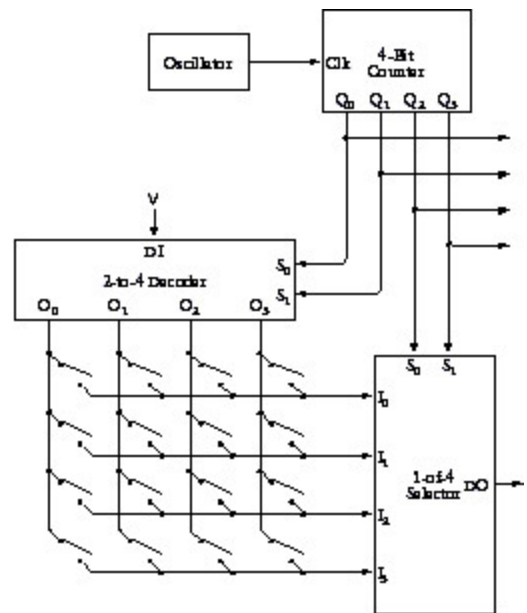 Oscillator
Clk
4-Bit
Counter
Q0 Q1 Q2 Q3
V
DI
2-to-4 Decoder
S0
S1
O0 O1 O2 O3
S0 S1
I0
I1
I2
I3
1-of-4
Selector
DO